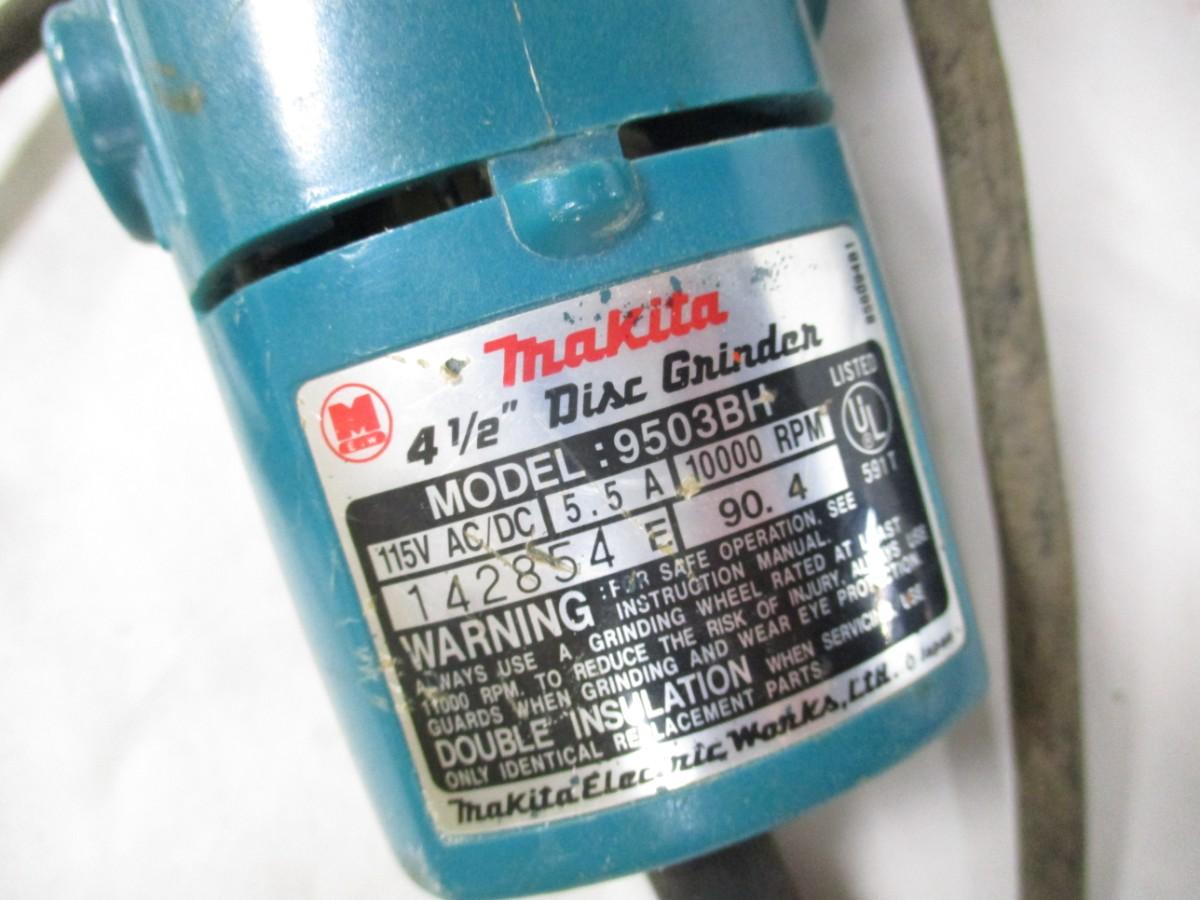 Makita
4 1/2" Disc Grinder
MODEL : 9503BH
LISTED
UL
591T
115V AC/DC 5.5 A 10000 RPM
142854 E 90. 4
WARNING : FOR SAFE OPERATION, SEE
INSTRUCTION MANUAL.
ALWAYS USE A GRINDING WHEEL RATED AT LEAST
11000 RPM. TO REDUCE THE RISK OF INJURY, ALWAYS USE
GUARDS WHEN GRINDING AND WEAR EYE PROTECTION
DOUBLE INSULATION WHEN SERVICING USE
ONLY IDENTICAL REPLACEMENT PARTS
Makita Electric Works, Ltd.